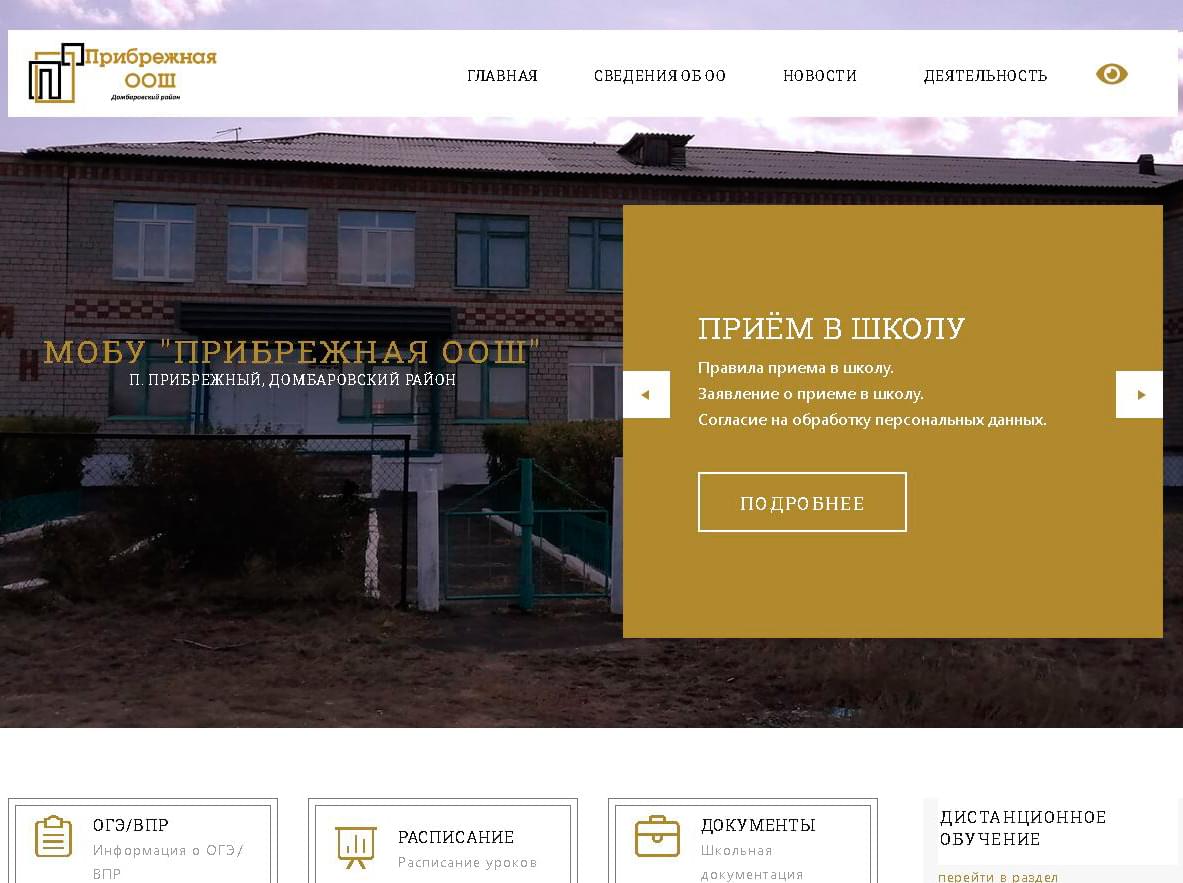 Прибрежная
ООШ
Домбаровский район
ГЛАВНАЯ
СВЕДЕНИЯ ОБ ОО
НОВОСТИ
ДЕЯТЕЛЬНОСТЬ
МОБУ "ПРИБРЕЖНАЯ ООШ"
П. ПРИБРЕЖНЫЙ, ДОМБАРОВСКИЙ РАЙОН
ПРИЁМ В ШКОЛУ
Правила приема в школу.
Заявление о приеме в школу.
Согласие на обработку персональных данных.
ПОДРОБНЕЕ
ОГЭ/ВПР
Информация о ОГЭ/
ВПР
РАСПИСАНИЕ
Расписание уроков
ДОКУМЕНТЫ
Школьная
документация
ДИСТАНЦИОННОЕ
ОБУЧЕНИЕ
перейти в раздел